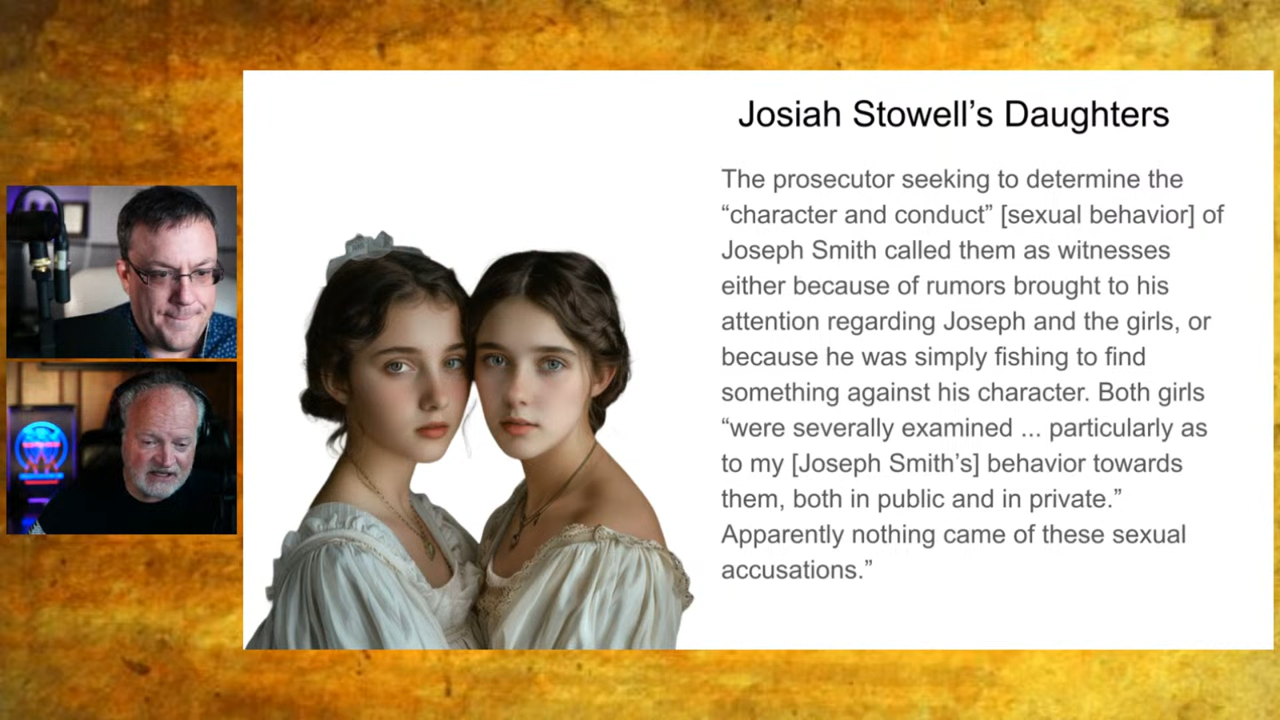 Josiah Stowell’s Daughters
The prosecutor seeking to determine the
“character and conduct” [sexual behavior] of
Joseph Smith called them as witnesses
either because of rumors brought to his
attention regarding Joseph and the girls, or
because he was simply fishing to find
something against his character. Both girls
“were severally examined ... particularly as
to my [Joseph Smith’s] behavior towards
them, both in public and in private.”
Apparently nothing came of these sexual
accusations.”